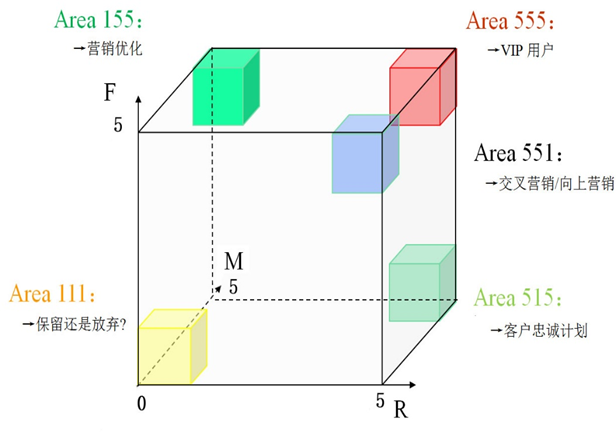 Area 155：
→营销优化
Area 555：
→VIP 用户
F
5
Area 551：
→交叉营销/向上营销
M
5
Area 111：
→保留还是放弃?
Area 515：
→客户忠诚计划
0
5
R